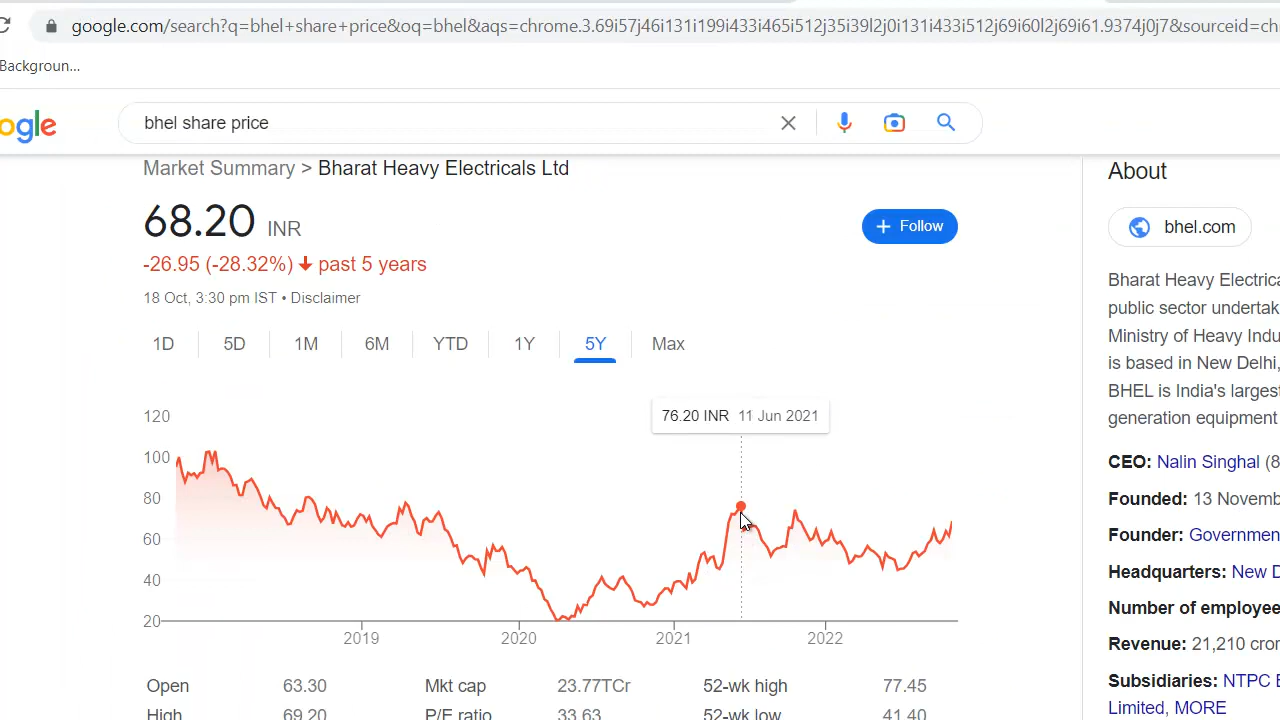 google.com/search?q=bhel+share+price&oq=bhel&aqs=chrome.3.69i57j46i131i199i433i465i512j35i39l2j0i131i433i512j69i60l2j69i61.9374j0j7&sourceid=ch
Backgroun...
ogle
bhel share price
Market Summary > Bharat Heavy Electricals Ltd
68.20 INR
+ Follow
-26.95 (-28.32%) ↓ past 5 years
18 Oct, 3:30 pm IST • Disclaimer
1D 5D 1M 6M YTD 1Y 5Y Max
76.20 INR 11 Jun 2021
120
100
80
60
40
20
2019 2020 2021 2022
Open 63.30 Mkt cap 23.77TCr 52-wk high 77.45
High 69.20 P/E ratio 33.63 52-wk low 41.40
About
bhel.com
Bharat Heavy Electrica
public sector undertak
Ministry of Heavy Indu
is based in New Delhi,
BHEL is India's largest
generation equipment
CEO: Nalin Singhal (8
Founded: 13 Novemb
Founder: Governmen
Headquarters: New D
Number of employee
Revenue: 21,210 cror
Subsidiaries: NTPC B
Limited, MORE